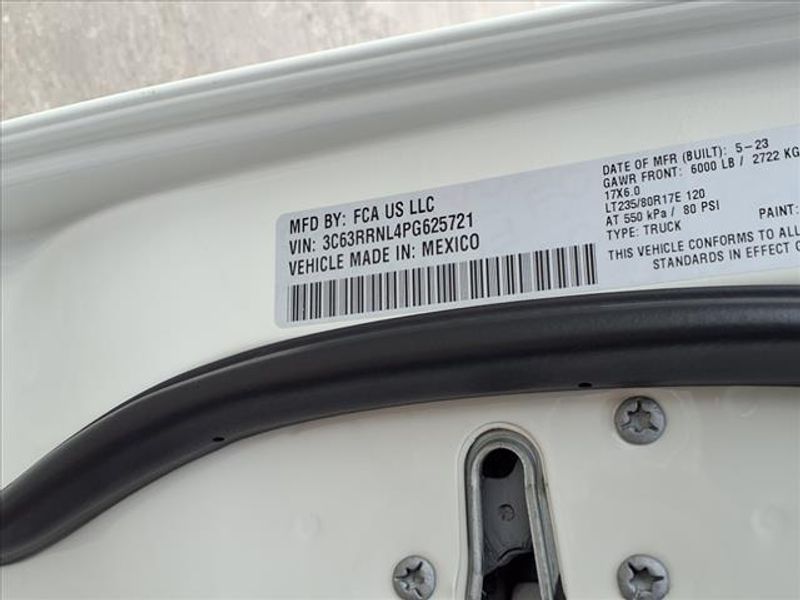 MFD BY: FCA US LLC
VIN: 3C63RRNL4PG625721
VEHICLE MADE IN: MEXICO
DATE OF MFR (BUILT): 5-23
GAWR FRONT: 6000 LB / 2722 KG
17X6.0
LT235/80R17E 120
AT 550 kPa / 80 PSI
TYPE: TRUCK
PAINT:
THIS VEHICLE CONFORMS TO AL
STANDARDS IN EFFECT